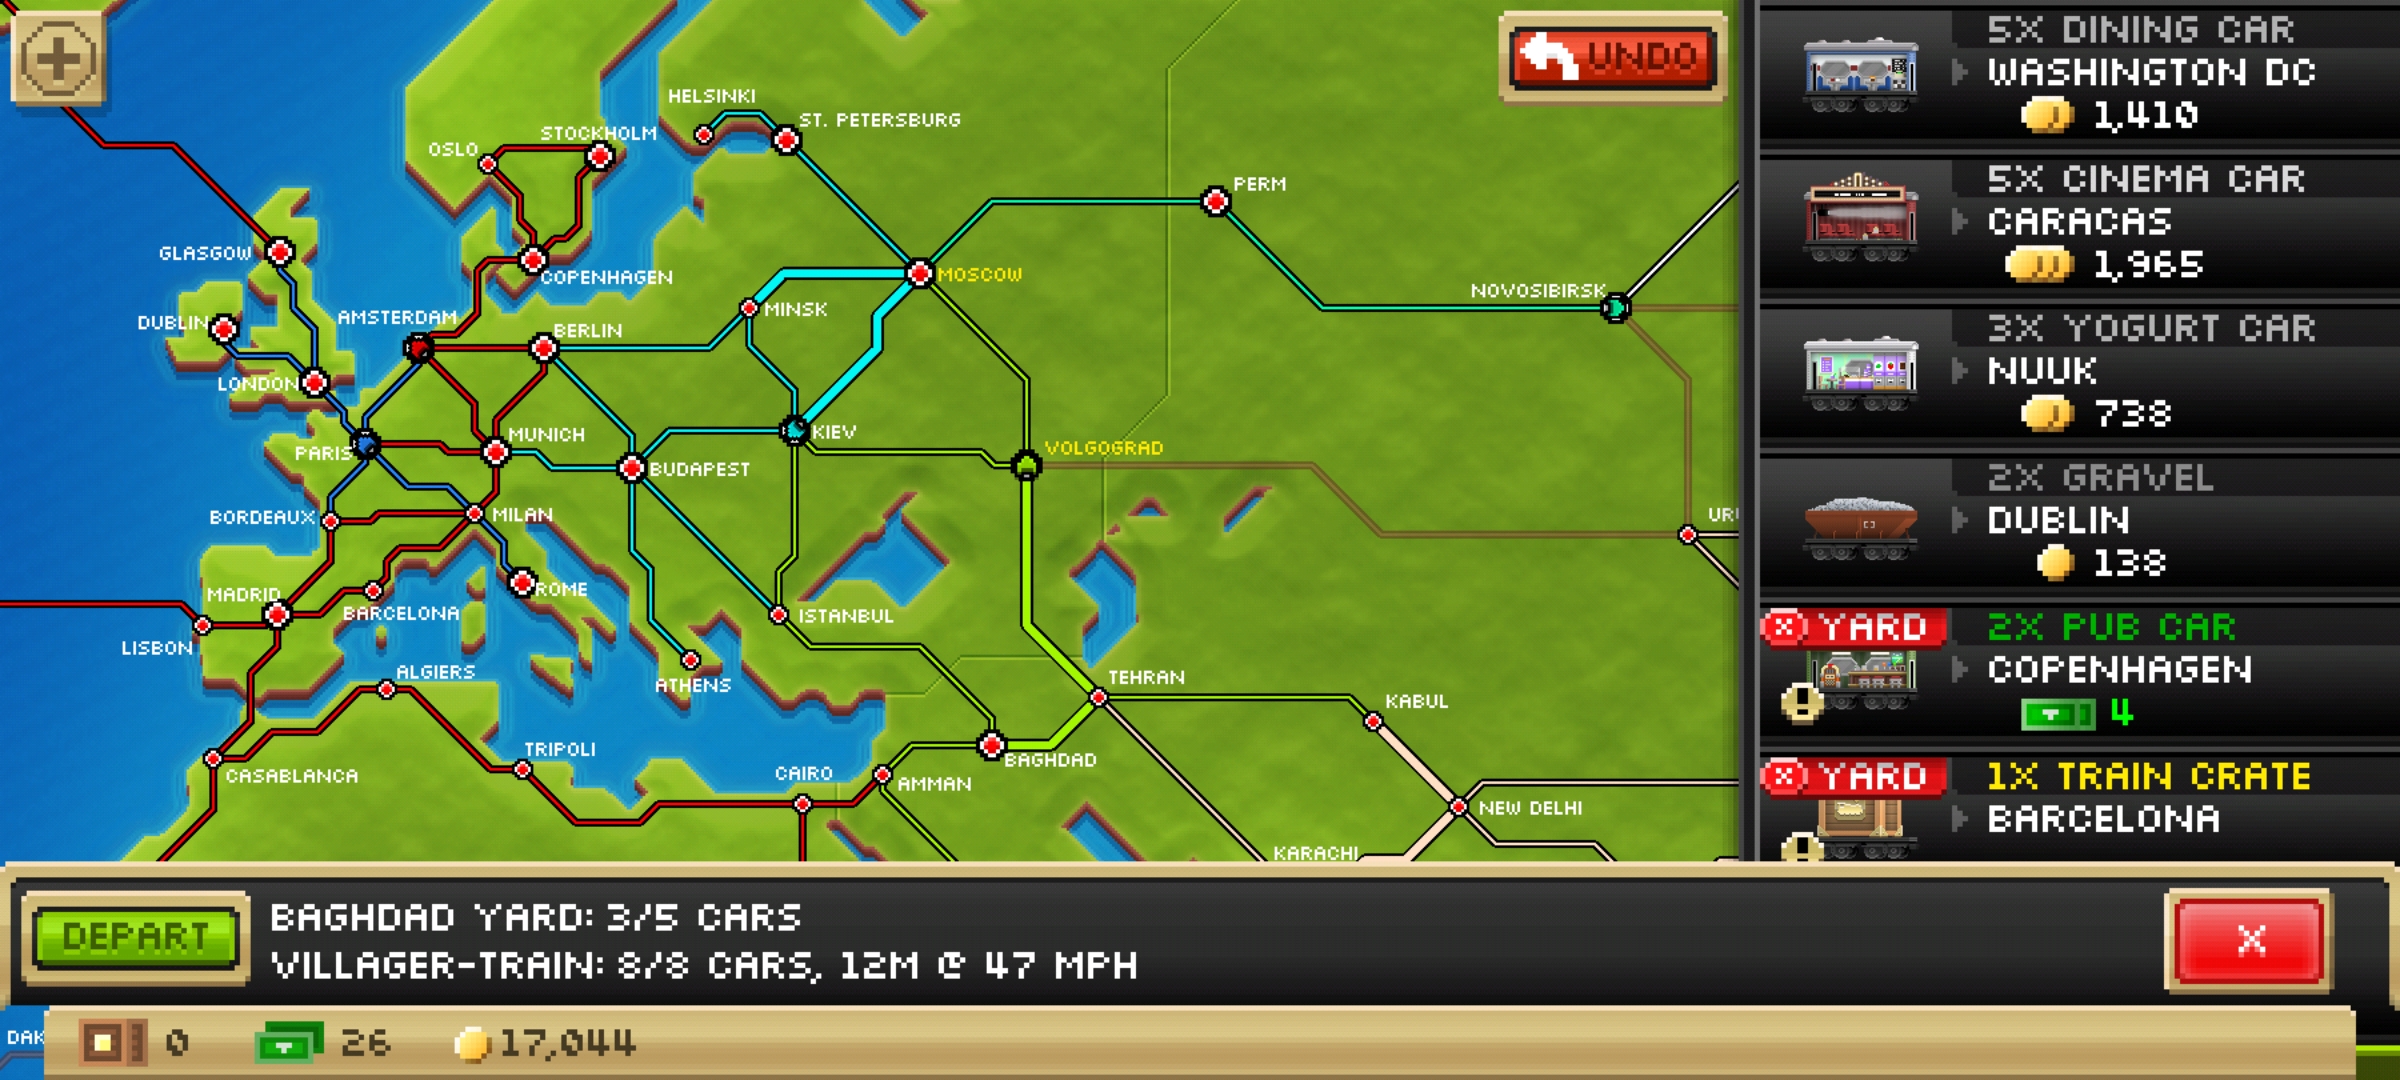 UNDO
HELSINKI
ST. PETERSBURG
STOCKHOLM
OSLO
PERM
GLASGOW
COPENHAGEN
MOSCOW
NOVOSIBIRSK
DUBLIN
AMSTERDAM
MINSK
BERLIN
LONDON
MUNICH
KIEV
VOLGOGRAD
PARIS
BUDAPEST
BORDEAUX
MILAN
UR
ROME
MADRID
BARCELONA
ISTANBUL
LISBON
ALGIERS
ATHENS
TEHRAN
KABUL
TRIPOLI
BAGHDAD
CASABLANCA
CAIRO
AMMAN
NEW DELHI
KARACHI
5X DINING CAR
WASHINGTON DC
1,410
5X CINEMA CAR
CARACAS
1,965
3X YOGURT CAR
NUUK
738
2X GRAVEL
DUBLIN
138
YARD
2X PUB CAR
COPENHAGEN
4
YARD
1X TRAIN CRATE
BARCELONA
DEPART
BAGHDAD YARD: 3/5 CARS
VILLAGER-TRAIN: 8/8 CARS, 12M @ 47 MPH
X
DAK
0
26
17,044